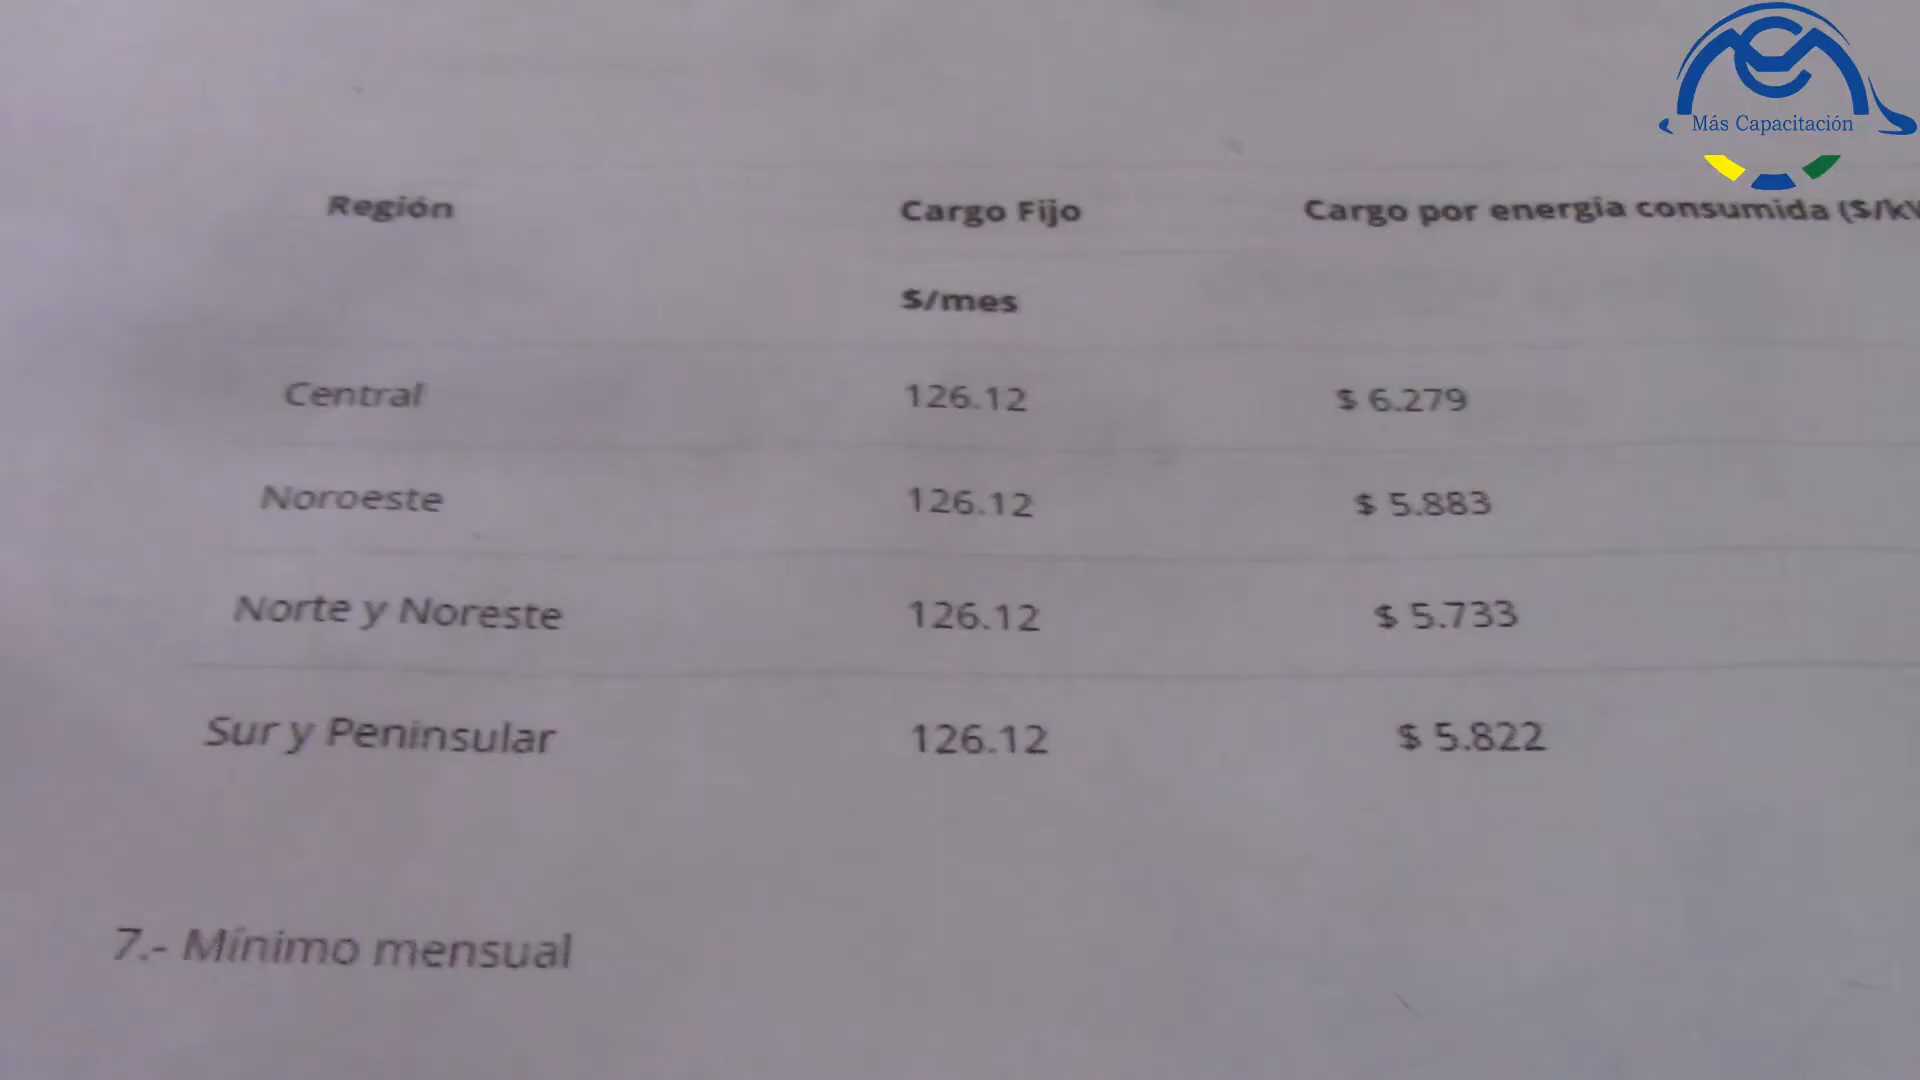 Más Capacitación
Región Cargo Fijo Cargo por energía consumida ($/k
$/mes
Central 126.12 $ 6.279
Noroeste 126.12 $ 5.883
Norte y Noreste 126.12 $ 5.733
Sur y Peninsular 126.12 $ 5.822
7.- Mínimo mensual